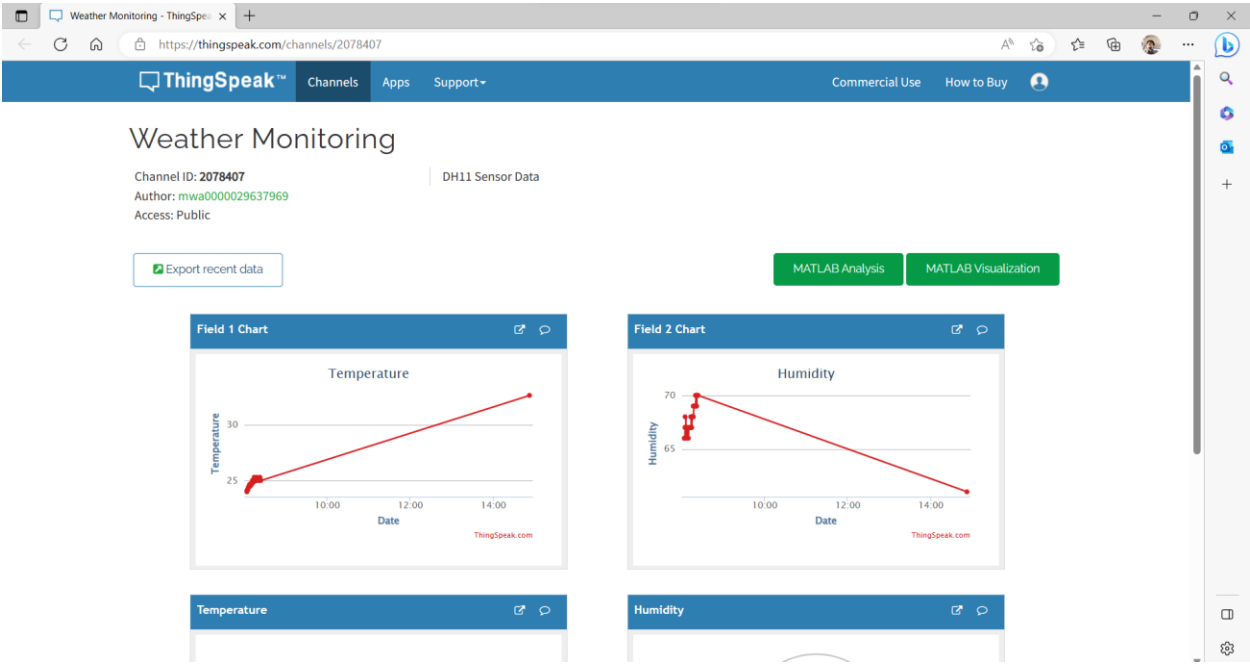 Weather Monitoring - ThingSpea
https://thingspeak.com/channels/2078407
ThingSpeak™ Channels Apps Support Commercial Use How to Buy
Weather Monitoring
Channel ID: 2078407 DH11 Sensor Data
Author: mwa0000029637969
Access: Public
Export recent data MATLAB Analysis MATLAB Visualization
Field 1 Chart
Temperature
Temperature
30
25
10:00 12:00 14:00
Date
ThingSpeak.com
Field 2 Chart
Humidity
Humidity
70
65
10:00 12:00 14:00
Date
ThingSpeak.com
Temperature
Humidity